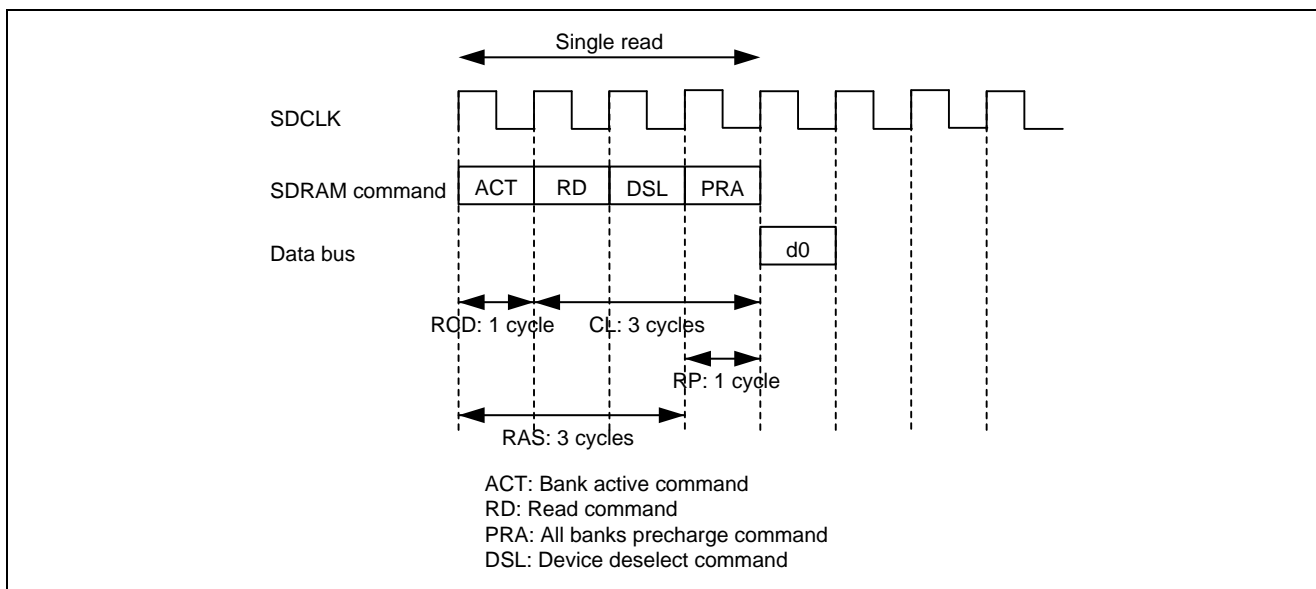 Single read
SDCLK
SDRAM command ACT RD DSL PRA
Data bus d0
RCD: 1 cycle CL: 3 cycles
RP: 1 cycle
RAS: 3 cycles
ACT: Bank active command
RD: Read command
PRA: All banks precharge command
DSL: Device deselect command